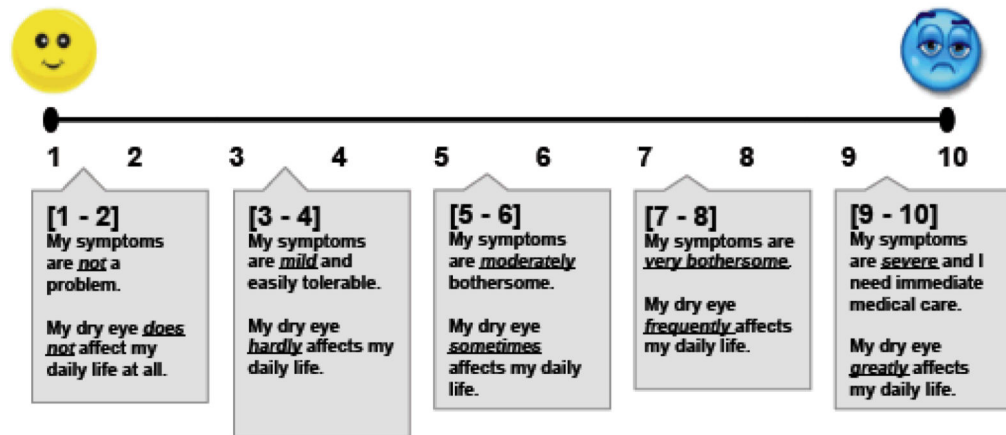 1 2 3 4 5 6 7 8 9 10
[1 - 2]
My symptoms
are not a
problem.
My dry eye does
not affect my
daily life at all.
[3 - 4]
My symptoms
are mild and
easily tolerable.
My dry eye
hardly affects my
daily life.
[5 - 6]
My symptoms
are moderately
bothersome.
My dry eye
sometimes
affects my daily
life.
[7 - 8]
My symptoms are
very bothersome.
My dry eye
frequently affects
my daily life.
[9 - 10]
My symptoms
are severe and I
need immediate
medical care.
My dry eye
greatly affects
my daily life.